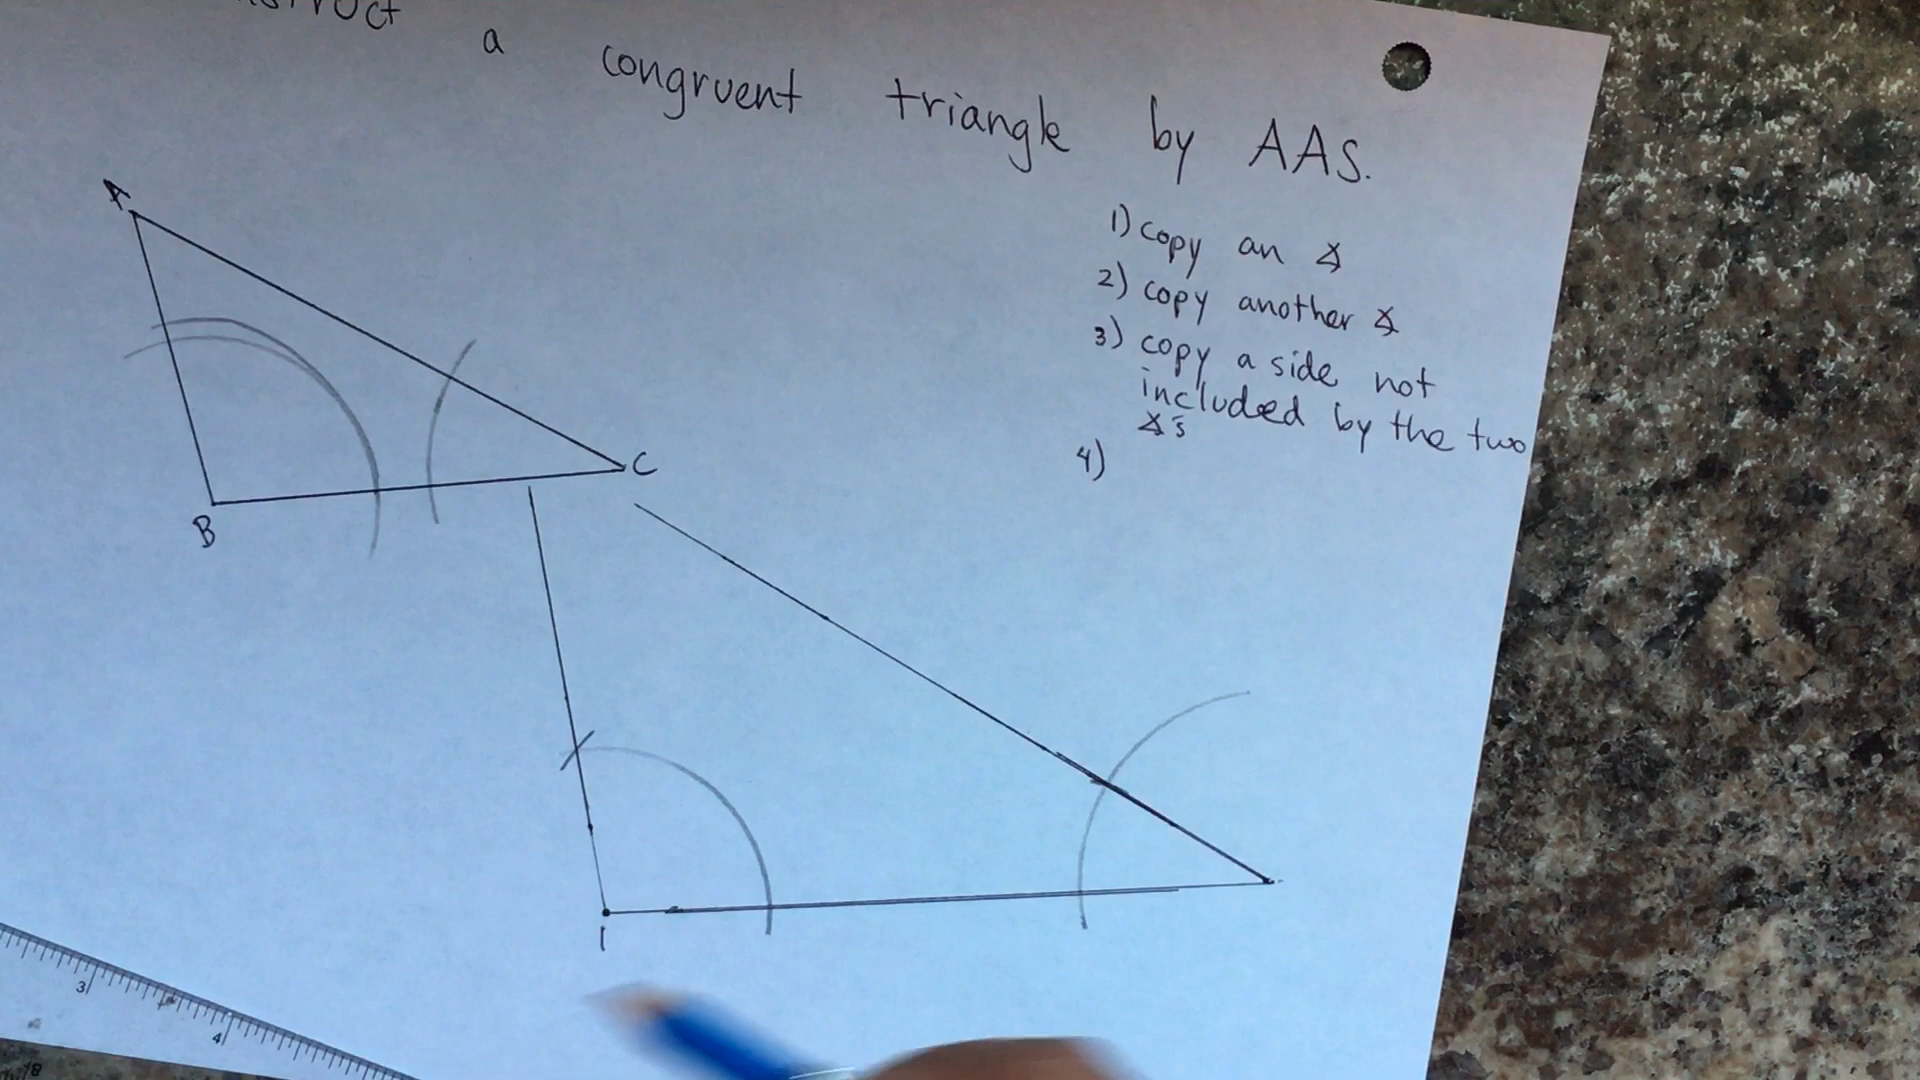 a congruent triangle by AAS.
1) copy an ∡
2) copy another ∡
3) copy a side not
included by the two
∡'s
4)
A
C
B
3
4
8